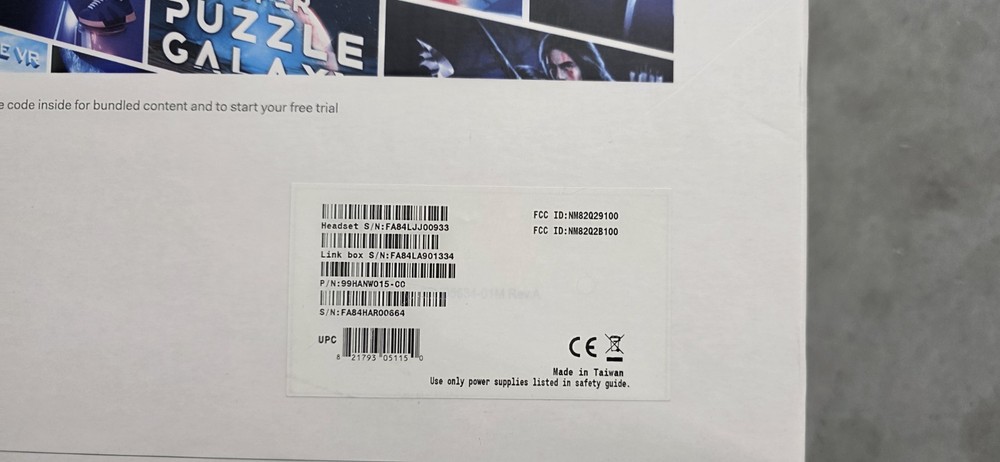 PUZZLE
E VR
GALAXY
e code inside for bundled content and to start your free trial
Headset S/N:FA84LJJ00933
FCC ID:NM82Q29100
FCC ID:NM82Q2B100
Link box S/N:FA84LA901334
P/N:99HANW015-00
S/N:FA84HAR00664
UPC
8 21793 05115 0
CE
Made in Taiwan
Use only power supplies listed in safety guide.